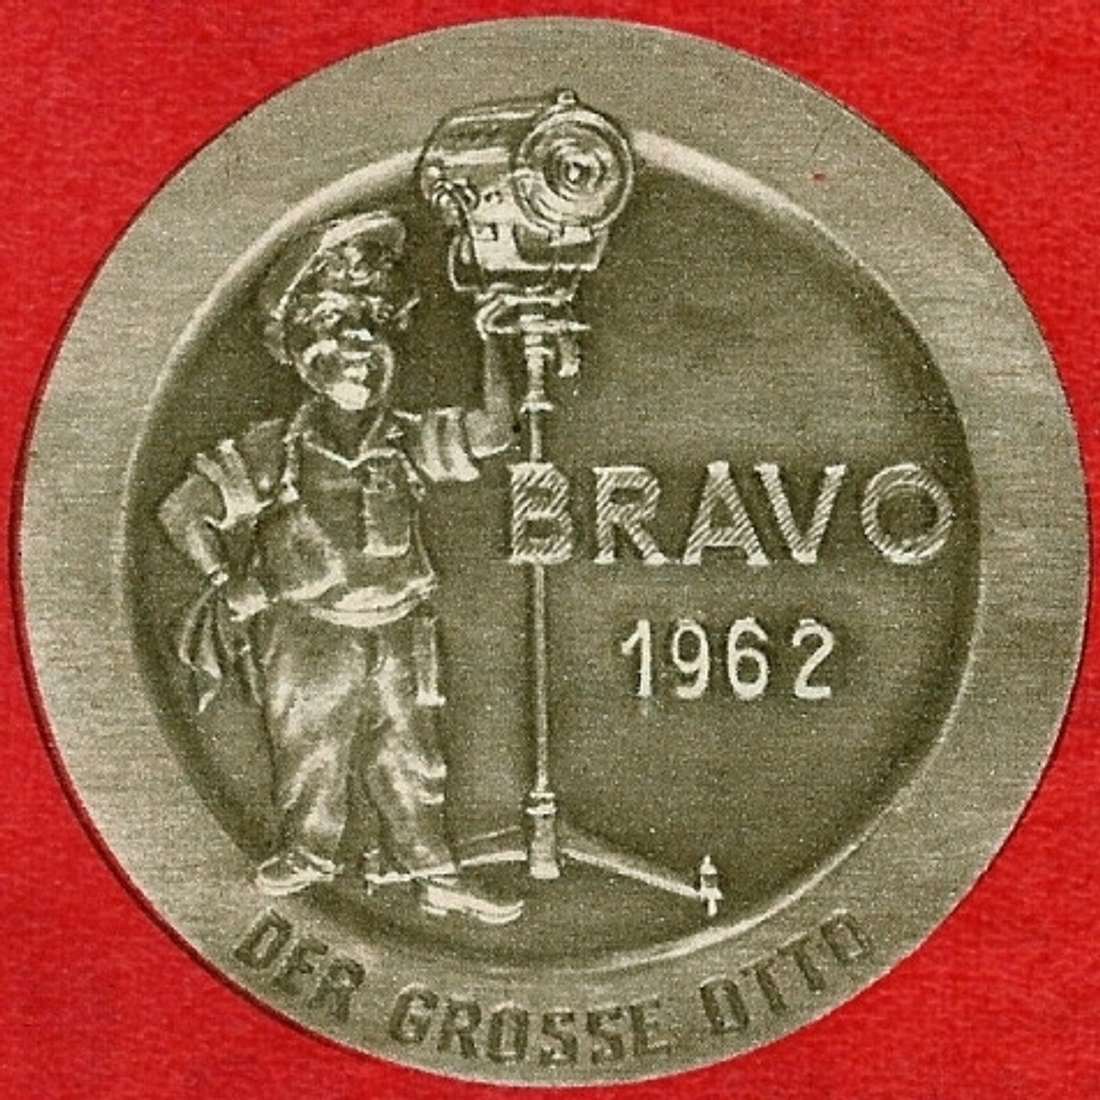 BRAVO
1962
DER GROSSE OTTO